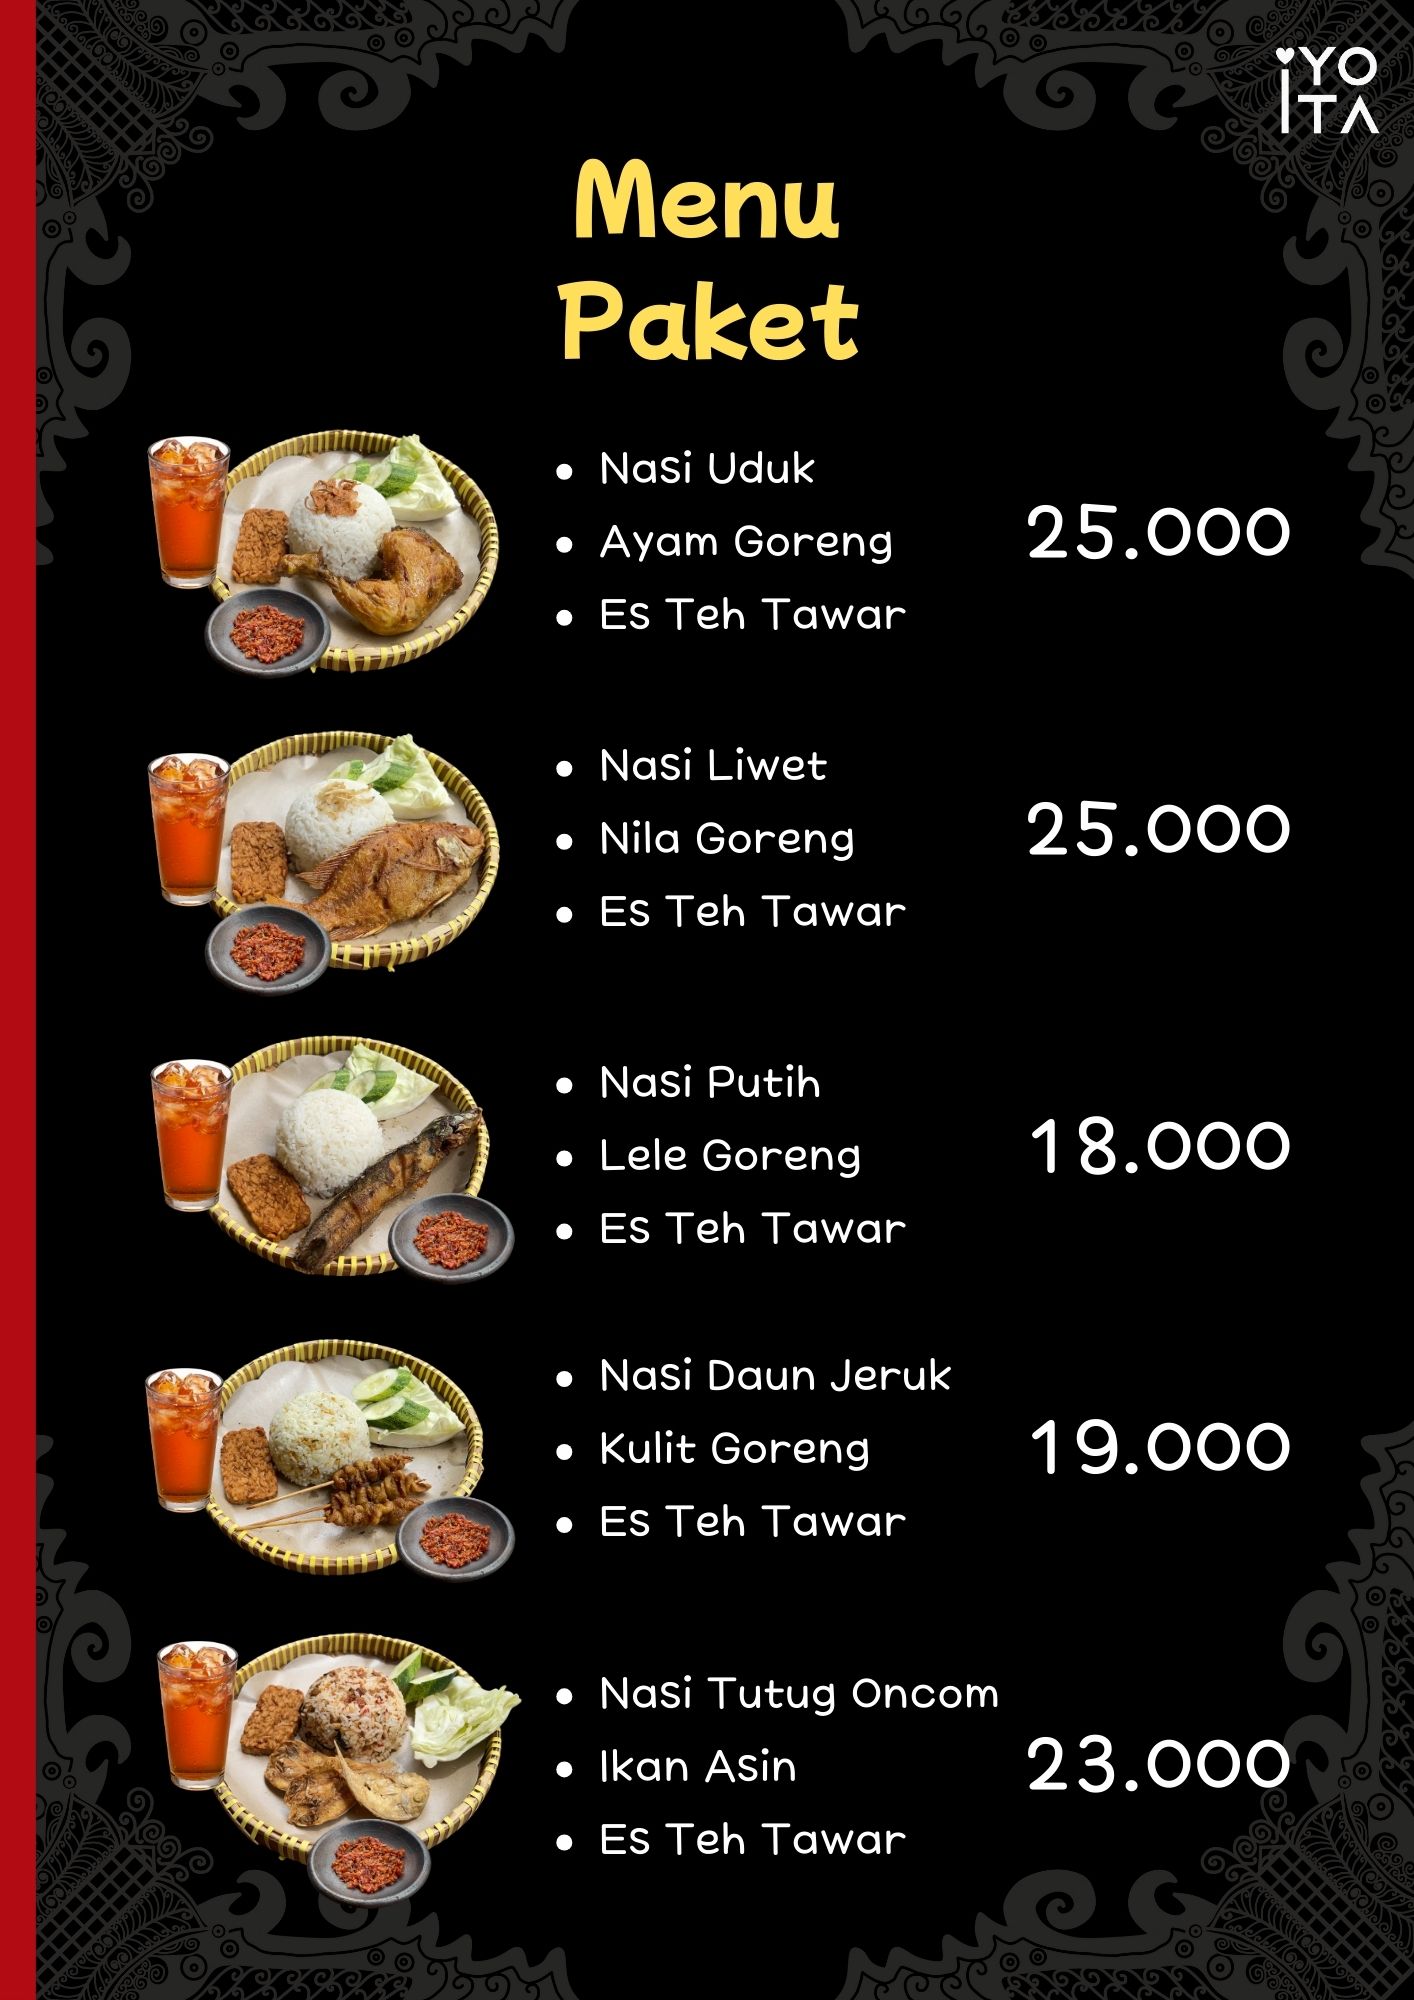 iYO
ITA
Menu
Paket
• Nasi Uduk
• Ayam Goreng
• Es Teh Tawar
25.000
• Nasi Liwet
• Nila Goreng
• Es Teh Tawar
25.000
• Nasi Putih
• Lele Goreng
• Es Teh Tawar
18.000
• Nasi Daun Jeruk
• Kulit Goreng
• Es Teh Tawar
19.000
• Nasi Tutug Oncom
• Ikan Asin
• Es Teh Tawar
23.000